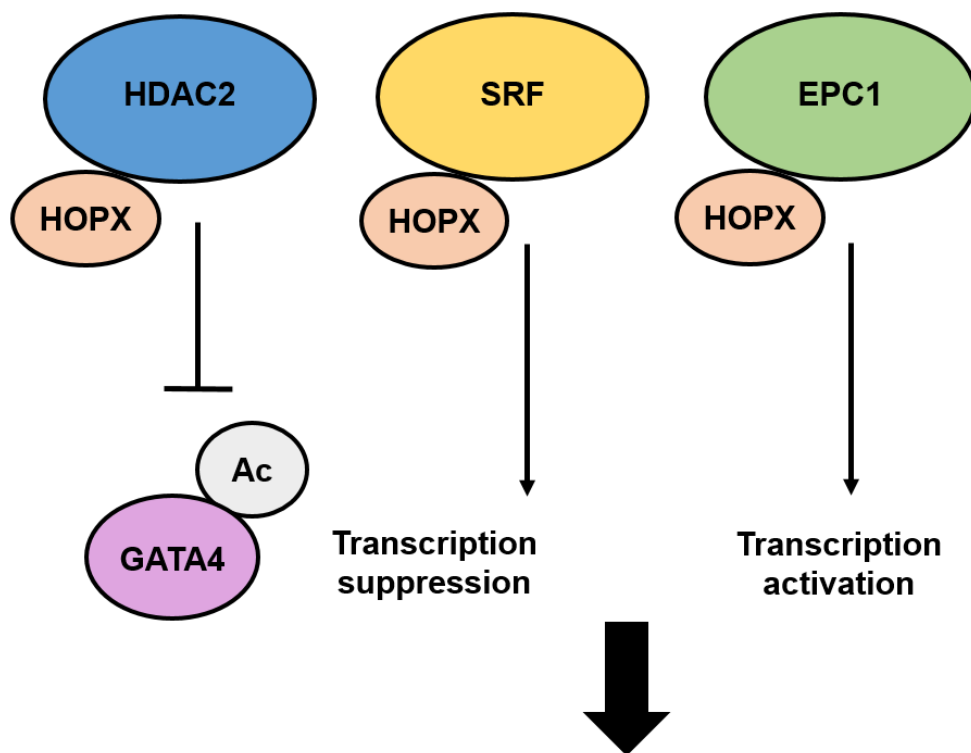 HDAC2
SRF
EPC1
HOPX
HOPX
HOPX
Ac
GATA4
Transcription
suppression
Transcription
activation